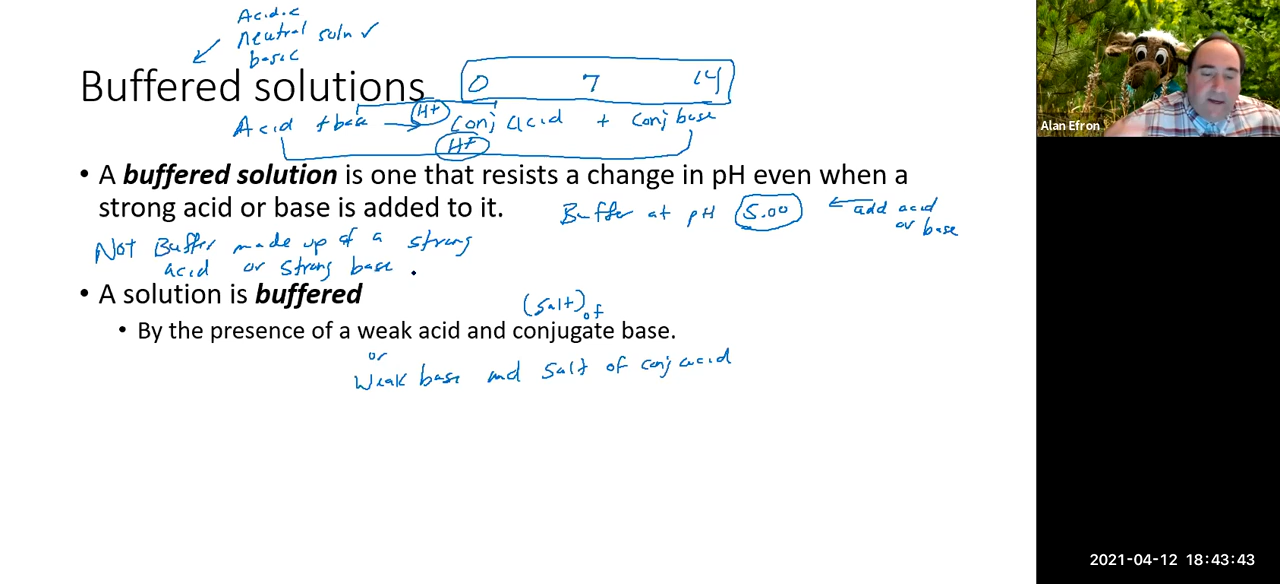 Acidic
neutral soln ✓
basic
Buffered solutions
0 7 14
Acid + base → H+ conj acid + conj base
H+
• A buffered solution is one that resists a change in pH even when a
strong acid or base is added to it.
Buffer at pH 5.00 ← add acid
or base
Not Buffer made up of a strong
acid or strong base.
• A solution is buffered
(salt) of
• By the presence of a weak acid and conjugate base.
or
Weak base and salt of conj acid
Alan Efron
2021-04-12 18:43:43